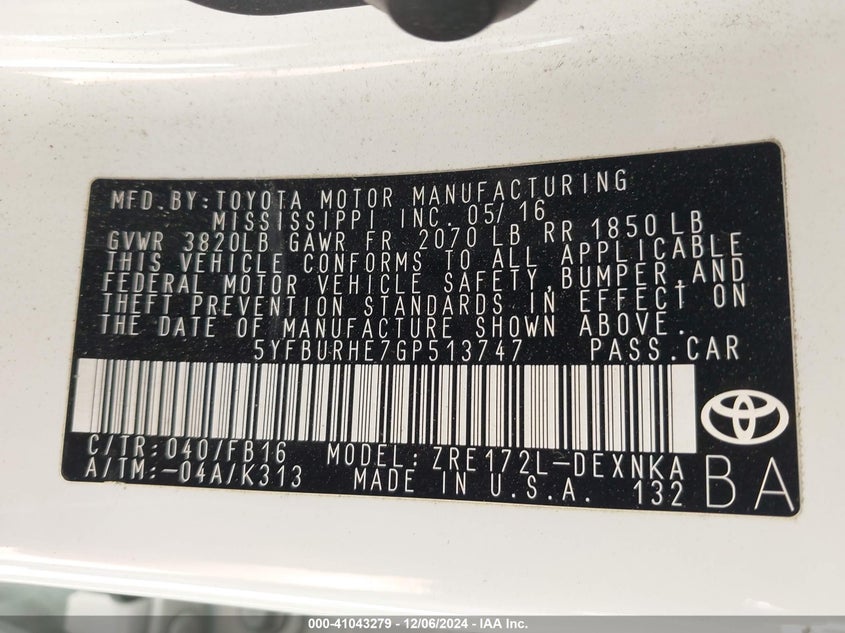 MFD. BY: TOYOTA MOTOR MANUFACTURING
MISSISSIPPI INC. 05/16
GVWR 3820LB GAWR FR 2070 LB RR 1850 LB
THIS VEHICLE CONFORMS TO ALL APPLICABLE
FEDERAL MOTOR VEHICLE SAFETY, BUMPER, AND
THEFT PREVENTION STANDARDS IN EFFECT ON
THE DATE OF MANUFACTURE SHOWN ABOVE.
5YFBURHE7GP513747 PASS. CAR
C/TR: 040/FB16 MODEL: ZRE172L-DEXNKA
A/TM:-04A/K313 MADE IN U.S.A. 132 BA
000-41043279 - 12/06/2024 - IAA Inc.